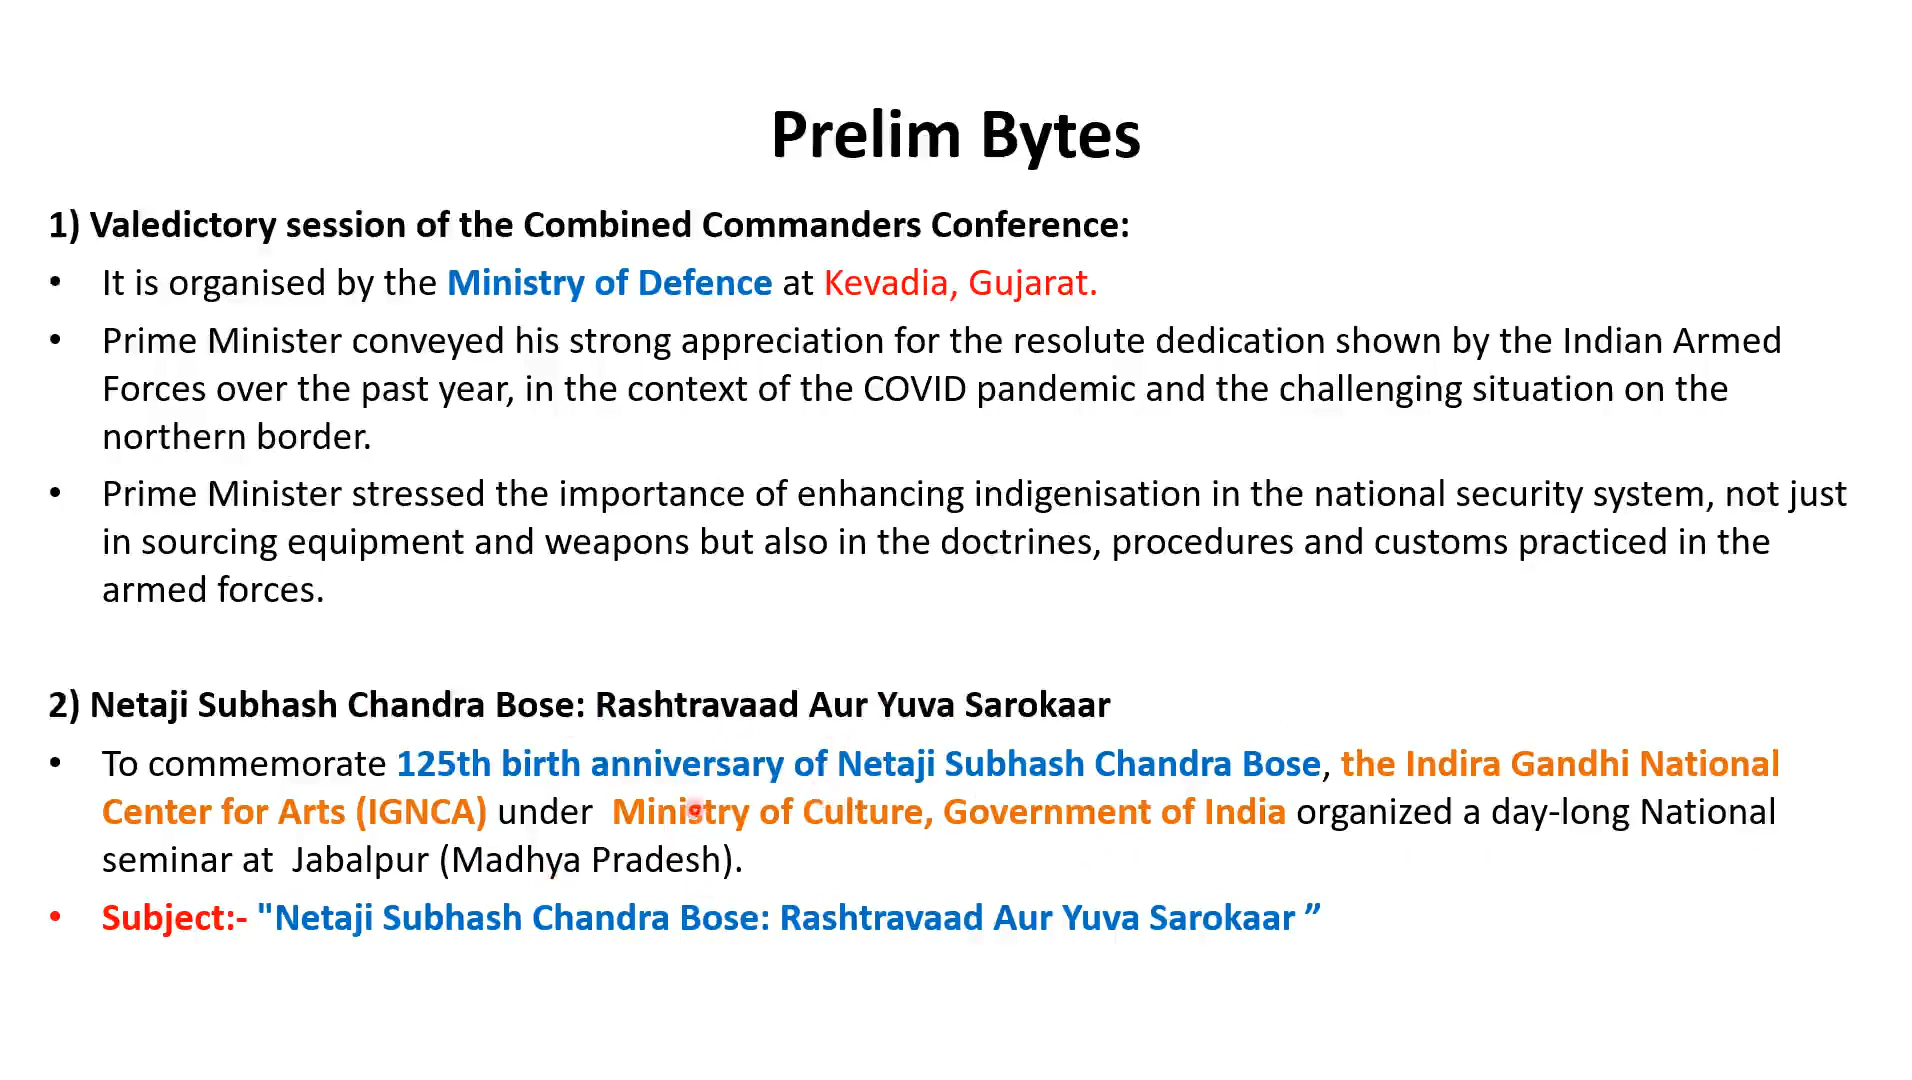 Prelim Bytes
1) Valedictory session of the Combined Commanders Conference:
• It is organised by the Ministry of Defence at Kevadia, Gujarat.
• Prime Minister conveyed his strong appreciation for the resolute dedication shown by the Indian Armed
Forces over the past year, in the context of the COVID pandemic and the challenging situation on the
northern border.
• Prime Minister stressed the importance of enhancing indigenisation in the national security system, not just
in sourcing equipment and weapons but also in the doctrines, procedures and customs practiced in the
armed forces.
2) Netaji Subhash Chandra Bose: Rashtravaad Aur Yuva Sarokaar
• To commemorate 125th birth anniversary of Netaji Subhash Chandra Bose, the Indira Gandhi National
Center for Arts (IGNCA) under Ministry of Culture, Government of India organized a day-long National
seminar at Jabalpur (Madhya Pradesh).
• Subject:- "Netaji Subhash Chandra Bose: Rashtravaad Aur Yuva Sarokaar ”